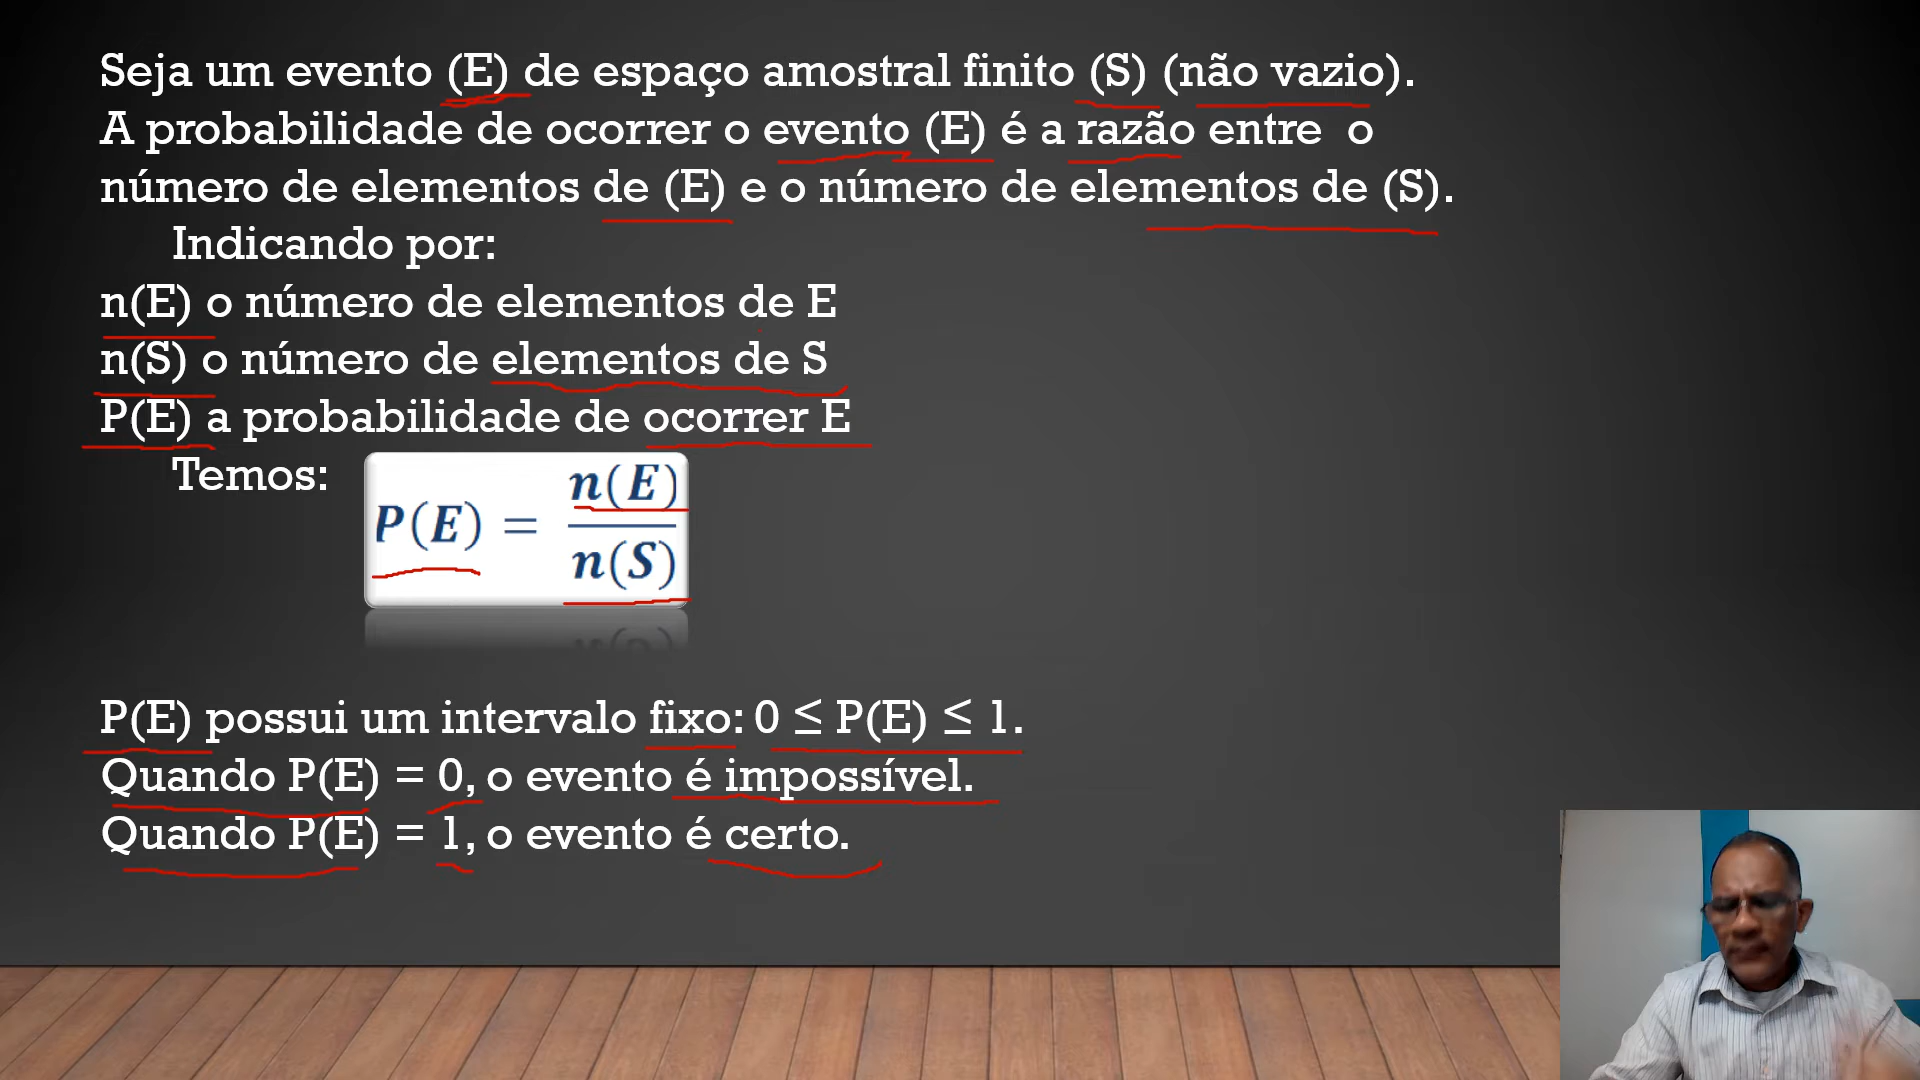 Seja um evento (E) de espaço amostral finito (S) (não vazio).
A probabilidade de ocorrer o evento (E) é a razão entre o
número de elementos de (E) e o número de elementos de (S).
Indicando por:
n(E) o número de elementos de E
n(S) o número de elementos de S
P(E) a probabilidade de ocorrer E
Temos:
P(E) = n(E) / n(S)
P(E) possui um intervalo fixo: 0 ≤ P(E) ≤ 1.
Quando P(E) = 0, o evento é impossível.
Quando P(E) = 1, o evento é certo.